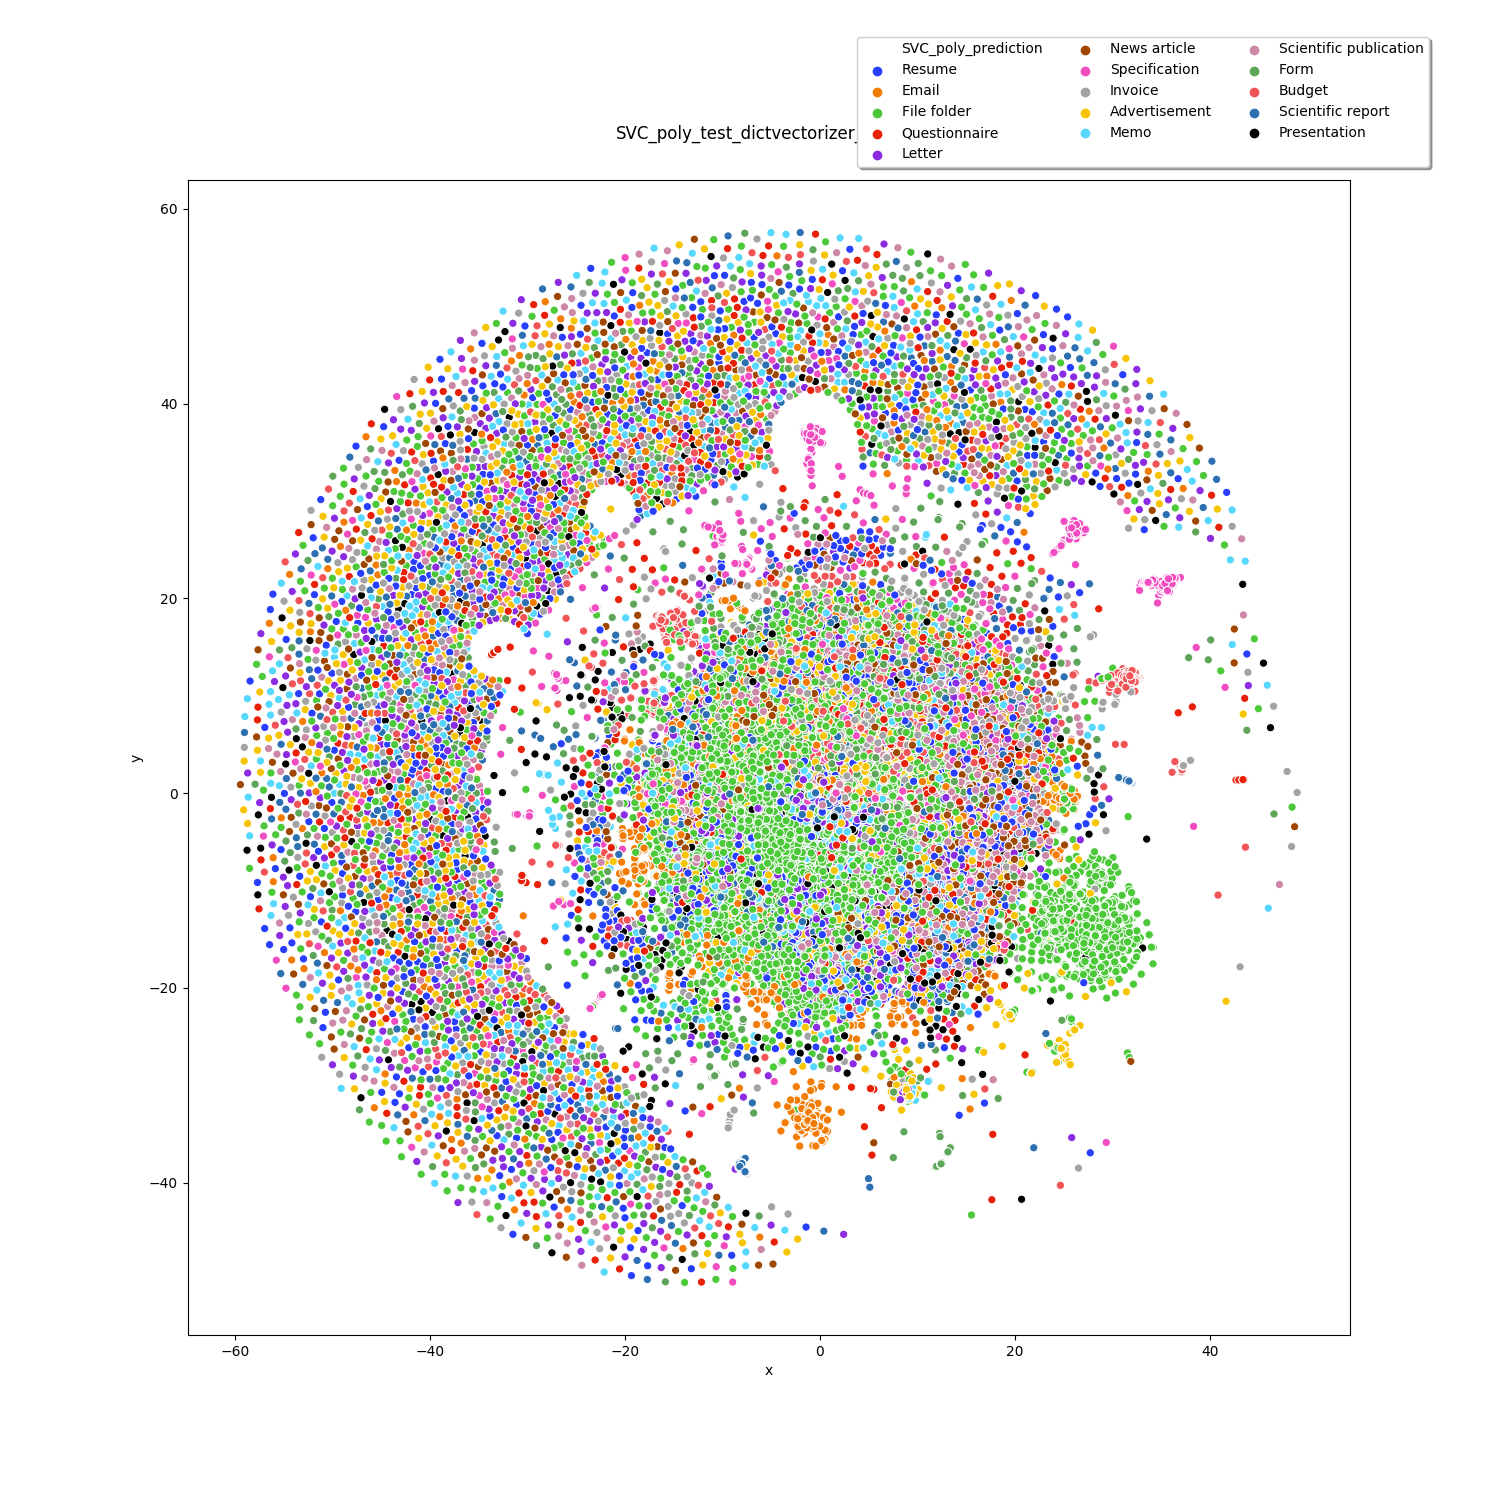 SVC_poly_prediction
Resume
Email
File folder
Questionnaire
Letter
News article
Specification
Invoice
Advertisement
Memo
Scientific publication
Form
Budget
Scientific report
Presentation
SVC_poly_test_dictvectorizer_
60
40
20
0
−20
−40
y
−60
−40
−20
0
20
40
x